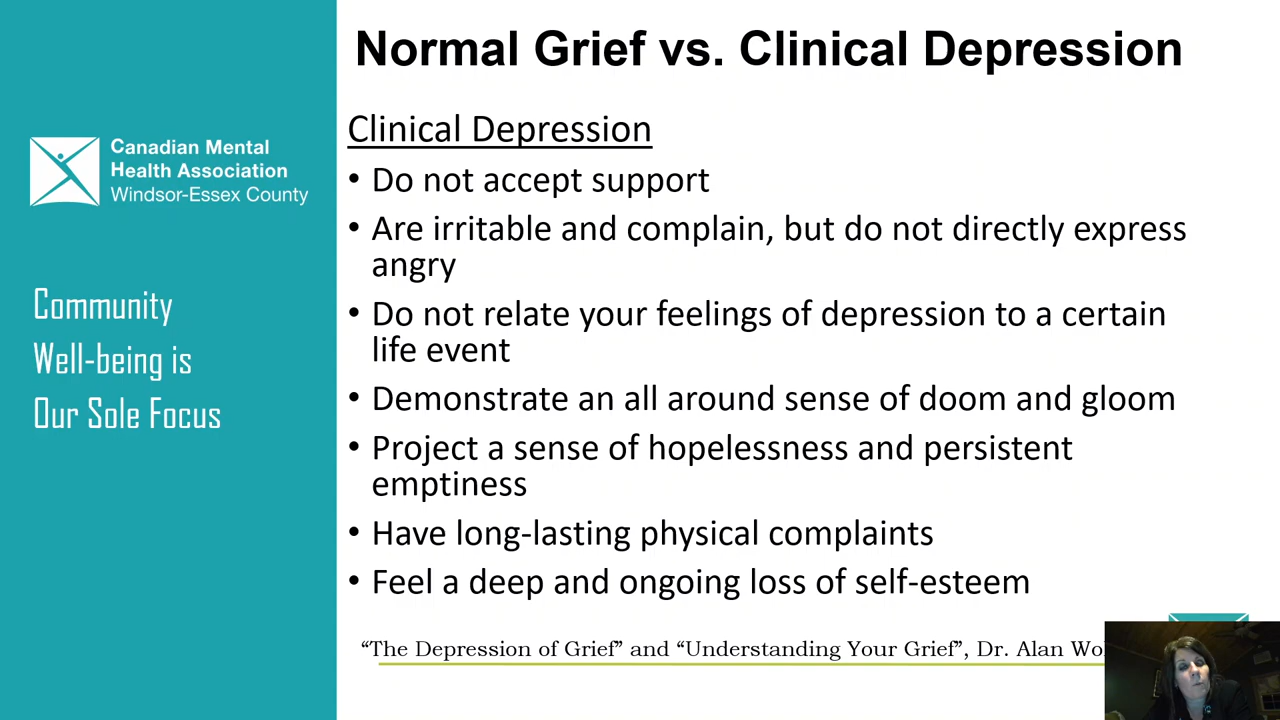 Normal Grief vs. Clinical Depression
Canadian Mental
Health Association
Windsor-Essex County
Community
Well-being is
Our Sole Focus
Clinical Depression
• Do not accept support
• Are irritable and complain, but do not directly express
angry
• Do not relate your feelings of depression to a certain
life event
• Demonstrate an all around sense of doom and gloom
• Project a sense of hopelessness and persistent
emptiness
• Have long-lasting physical complaints
• Feel a deep and ongoing loss of self-esteem
“The Depression of Grief” and “Understanding Your Grief”, Dr. Alan